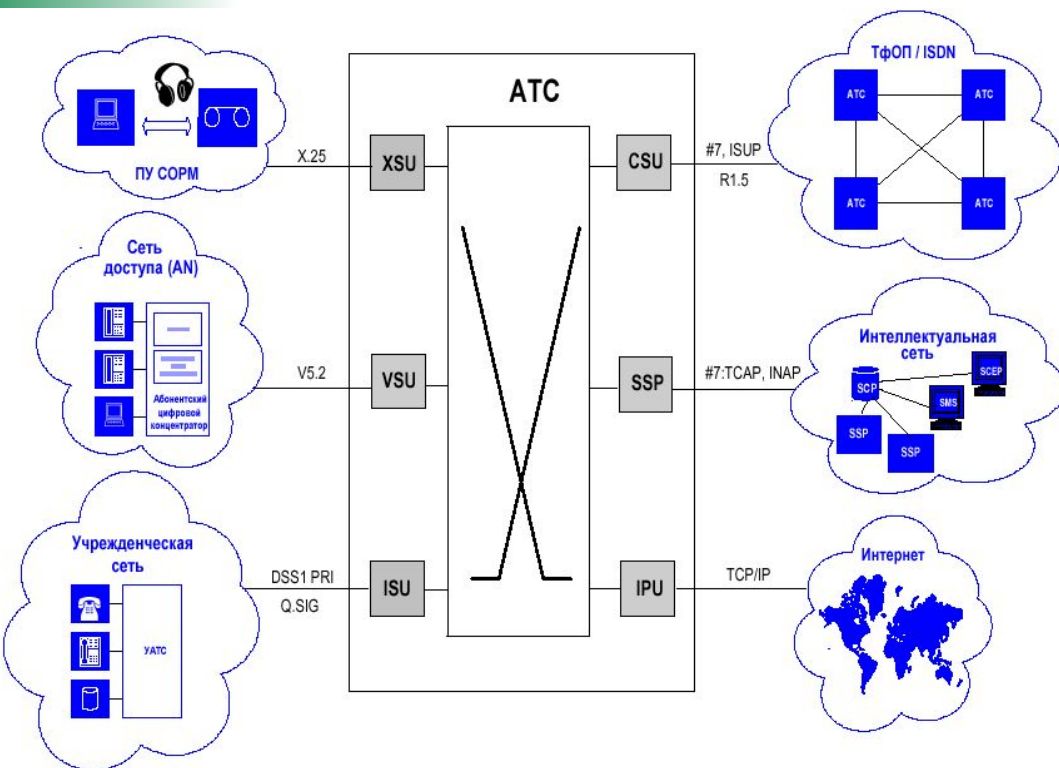 АТС
ПУ СОРМ
X.25
XSU
CSU
#7, ISUP
R1.5
ТфОП / ISDN
АТС
АТС
АТС
АТС
Сеть
доступа (AN)
Абонентский
цифровой
концентратор
V5.2
VSU
SSP
#7:TCAP, INAP
Интеллектуальная
сеть
SCP
SCEP
SMS
SSP
SSP
Учрежденческая
сеть
УАТС
DSS1 PRI
Q.SIG
ISU
IPU
TCP/IP
Интернет